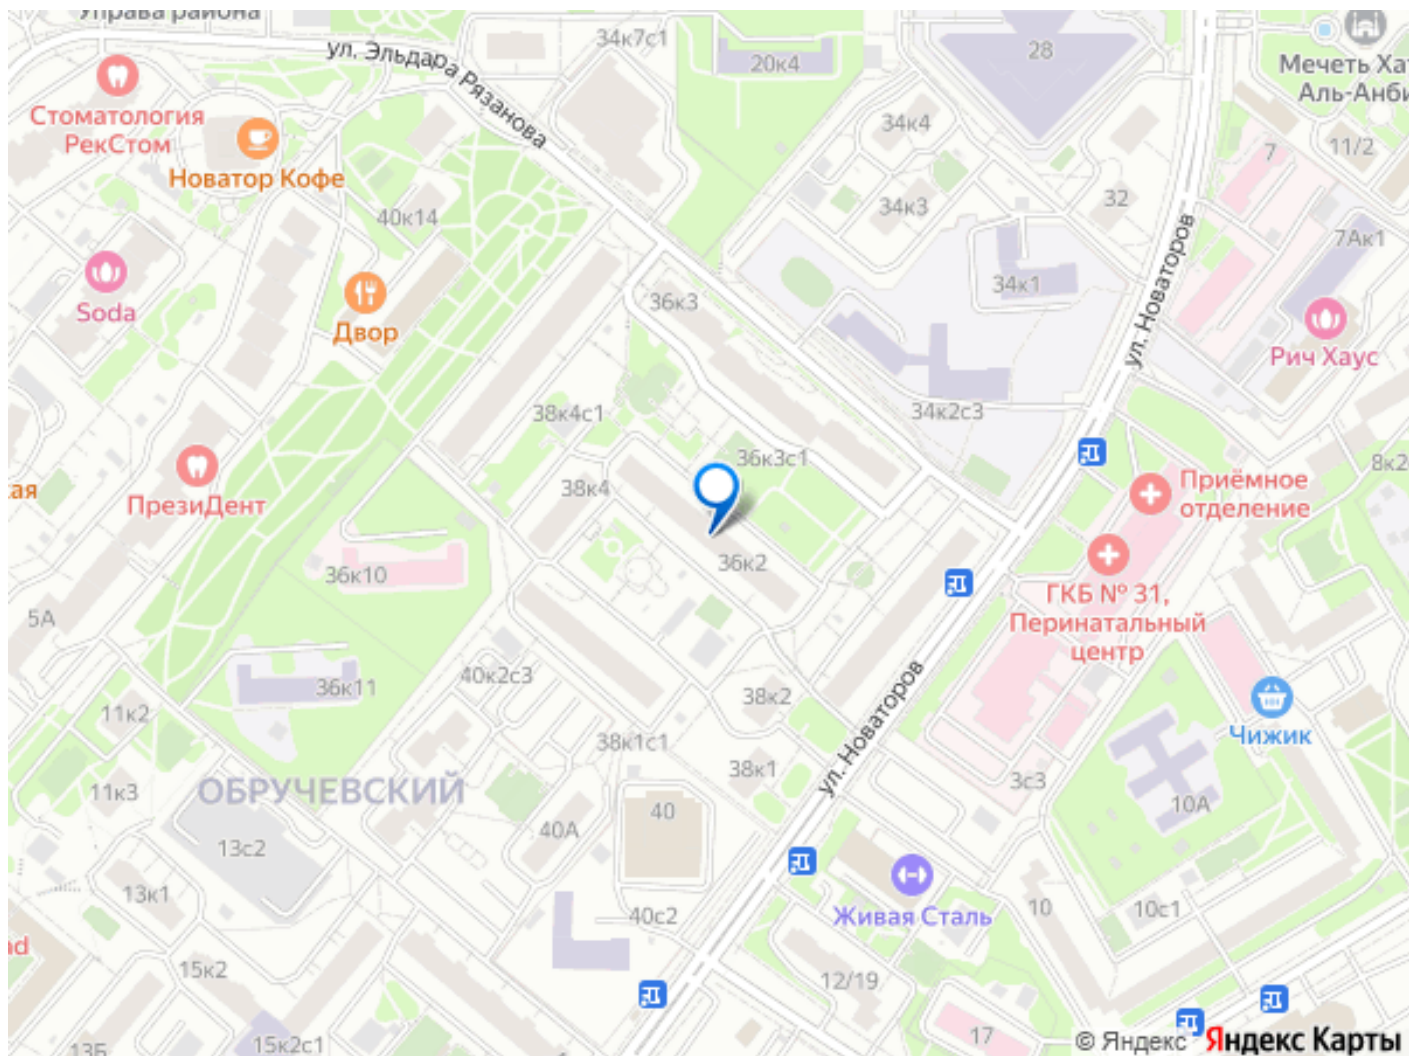 Управа района
34к7с1
20к4
28
Мечеть Хат
Аль-Анби
ул. Эльдара Рязанова
Стоматология
РекСтом
Новатор Кофе
34к4
7
11/2
40к14
34к3
32
7Ак1
ул. Новаторов
Soda
Двор
36к3
34к1
Рич Хаус
38к4с1
34к2с3
36к3с1
8к2
ая
ПрезиДент
38к4
Приёмное
отделение
36к2
36к10
ГКБ № 31,
Перинатальный
центр
5А
36к11
40к2с3
38к2
11к2
38к1с1
ул. Новаторов
Чижик
38к1
3с3
ОБРУЧЕВСКИЙ
11к3
10А
40
40А
13с2
13к1
40с2
Живая Сталь
10
10с1
ad
15к2
12/19
17
13Б
15к2с1
© Яндекс Яндекс Карты